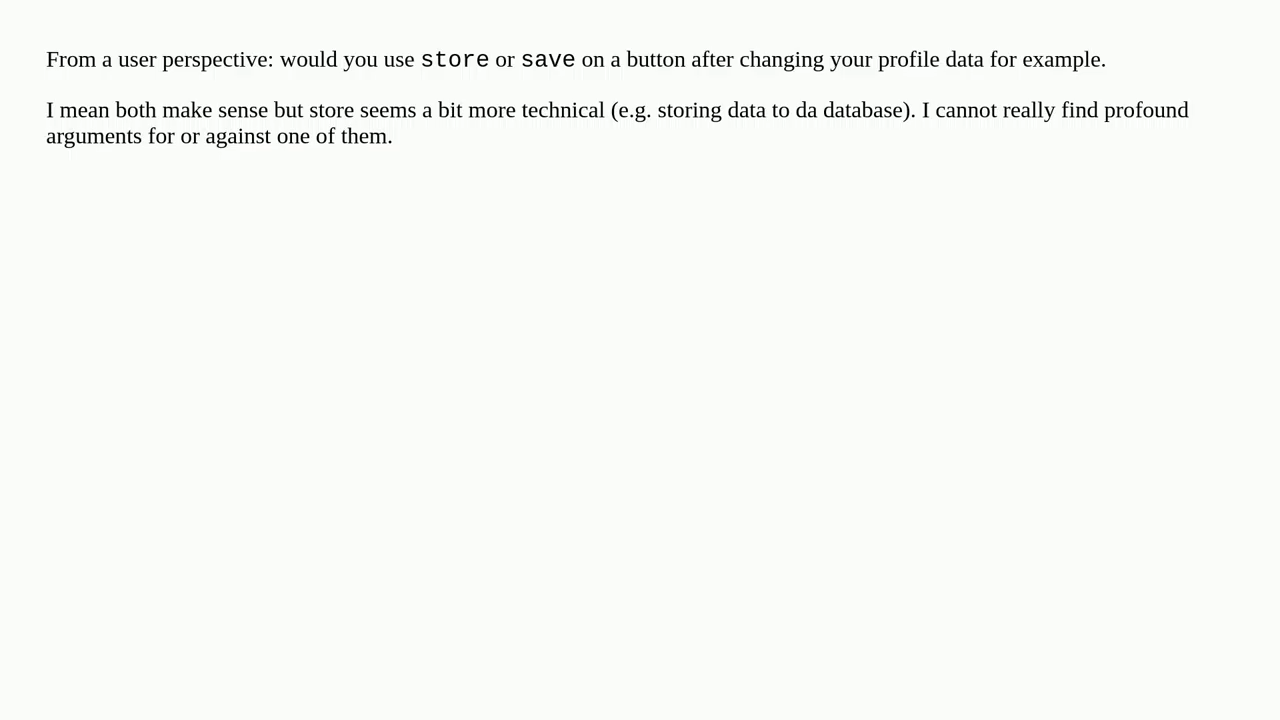 From a user perspective: would you use store or save on a button after changing your profile data for example.
I mean both make sense but store seems a bit more technical (e.g. storing data to da database). I cannot really find profound
arguments for or against one of them.